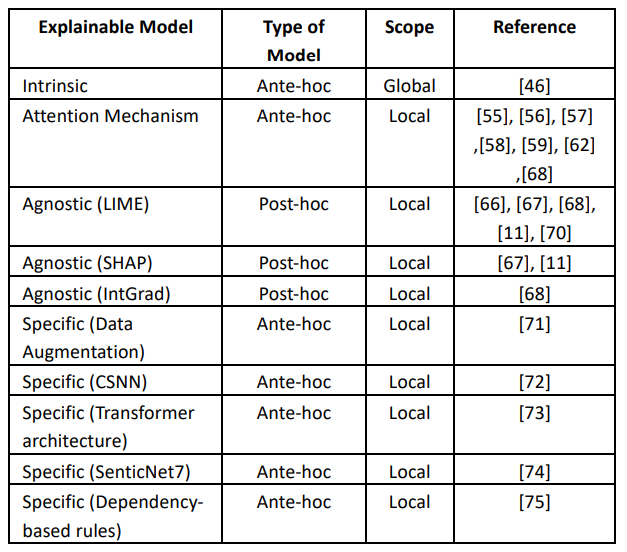 Explainable Model Type of Scope Reference
Model
Intrinsic Ante-hoc Global [46]
Attention Mechanism Ante-hoc Local [55], [56], [57]
,[58], [59], [62]
,[68]
Agnostic (LIME) Post-hoc Local [66], [67], [68],
[11], [70]
Agnostic (SHAP) Post-hoc Local [67], [11]
Agnostic (IntGrad) Post-hoc Local [68]
Specific (Data Ante-hoc Local [71]
Augmentation)
Specific (CSNN) Ante-hoc Local [72]
Specific (Transformer Ante-hoc Local [73]
architecture)
Specific (SenticNet7) Ante-hoc Local [74]
Specific (Dependency- Ante-hoc Local [75]
based rules)